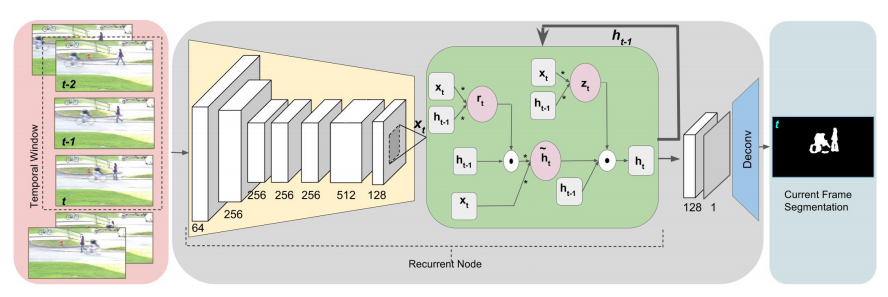 Temporal Window
t-2
t-1
t
64
256
256
256
256
512
128
x_t
h_{t-1}
x_t
h_{t-1}
r_t
x_t
h_{t-1}
z_t
h_{t-1}
x_t
h̃_t
h_{t-1}
h_t
Recurrent Node
128
1
Deconv
t
Current Frame
Segmentation